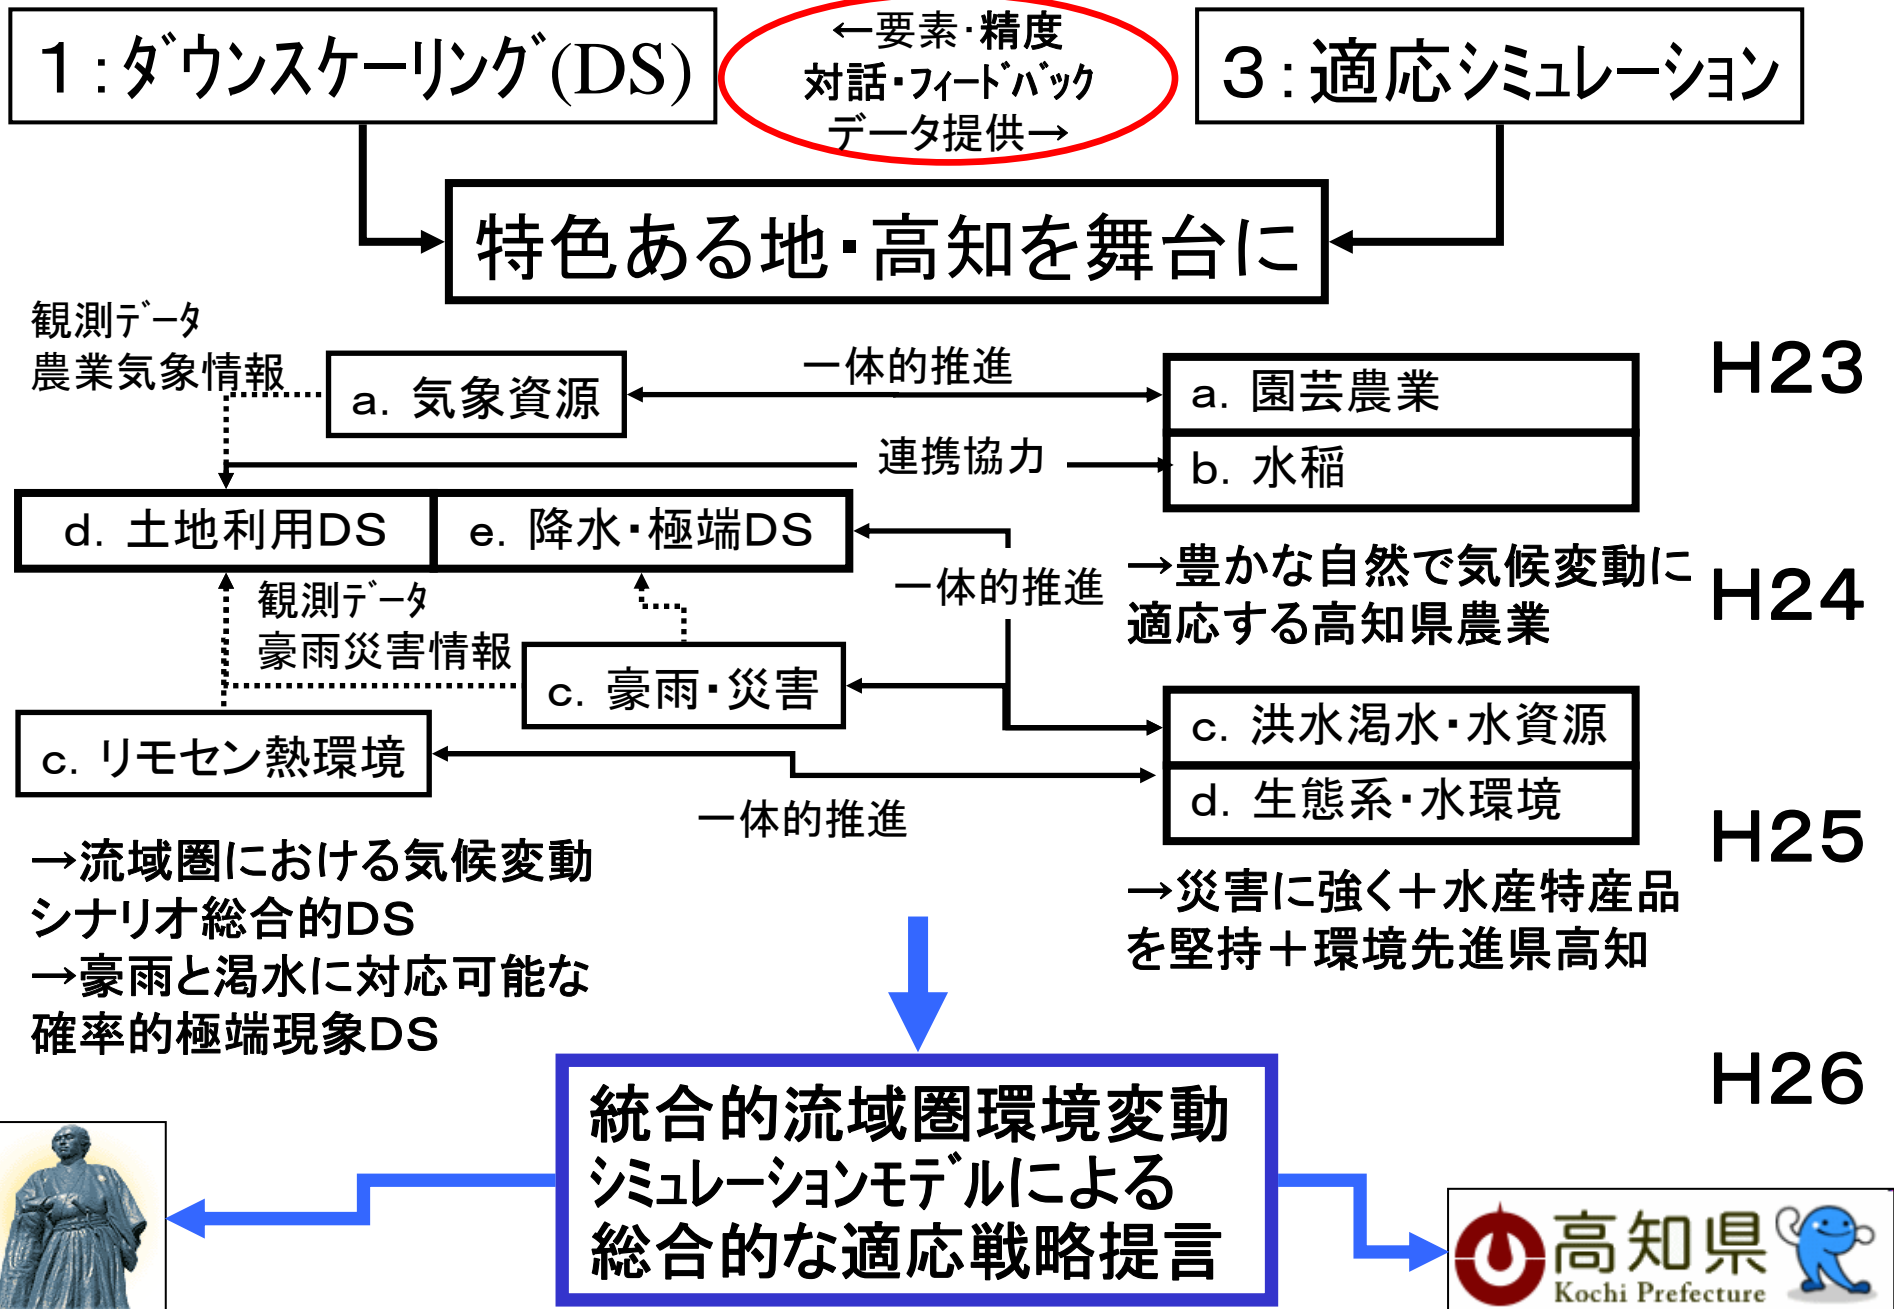 １：ﾀﾞｳﾝｽｹｰﾘﾝｸﾞ(DS)
←要素・精度
対話・ﾌｨｰﾄﾞﾊﾞｯｸ
データ提供→
３：適応ｼﾐｭﾚｰｼｮﾝ
特色ある地・高知を舞台に
観測ﾃﾞｰﾀ
農業気象情報
a. 気象資源
一体的推進
a. 園芸農業
H23
連携協力
b. 水稲
d. 土地利用DS
e. 降水・極端DS
観測ﾃﾞｰﾀ
豪雨災害情報
一体的推進
→豊かな自然で気候変動に
適応する高知県農業
H24
c. 豪雨・災害
c. リモセン熱環境
c. 洪水渇水・水資源
d. 生態系・水環境
一体的推進
H25
→流域圏における気候変動
シナリオ総合的DS
→豪雨と渇水に対応可能な
確率的極端現象DS
→災害に強く＋水産特産品
を堅持＋環境先進県高知
H26
統合的流域圏環境変動
ｼﾐｭﾚｰｼｮﾝﾓﾃﾞﾙによる
総合的な適応戦略提言
高知県
Kochi Prefecture